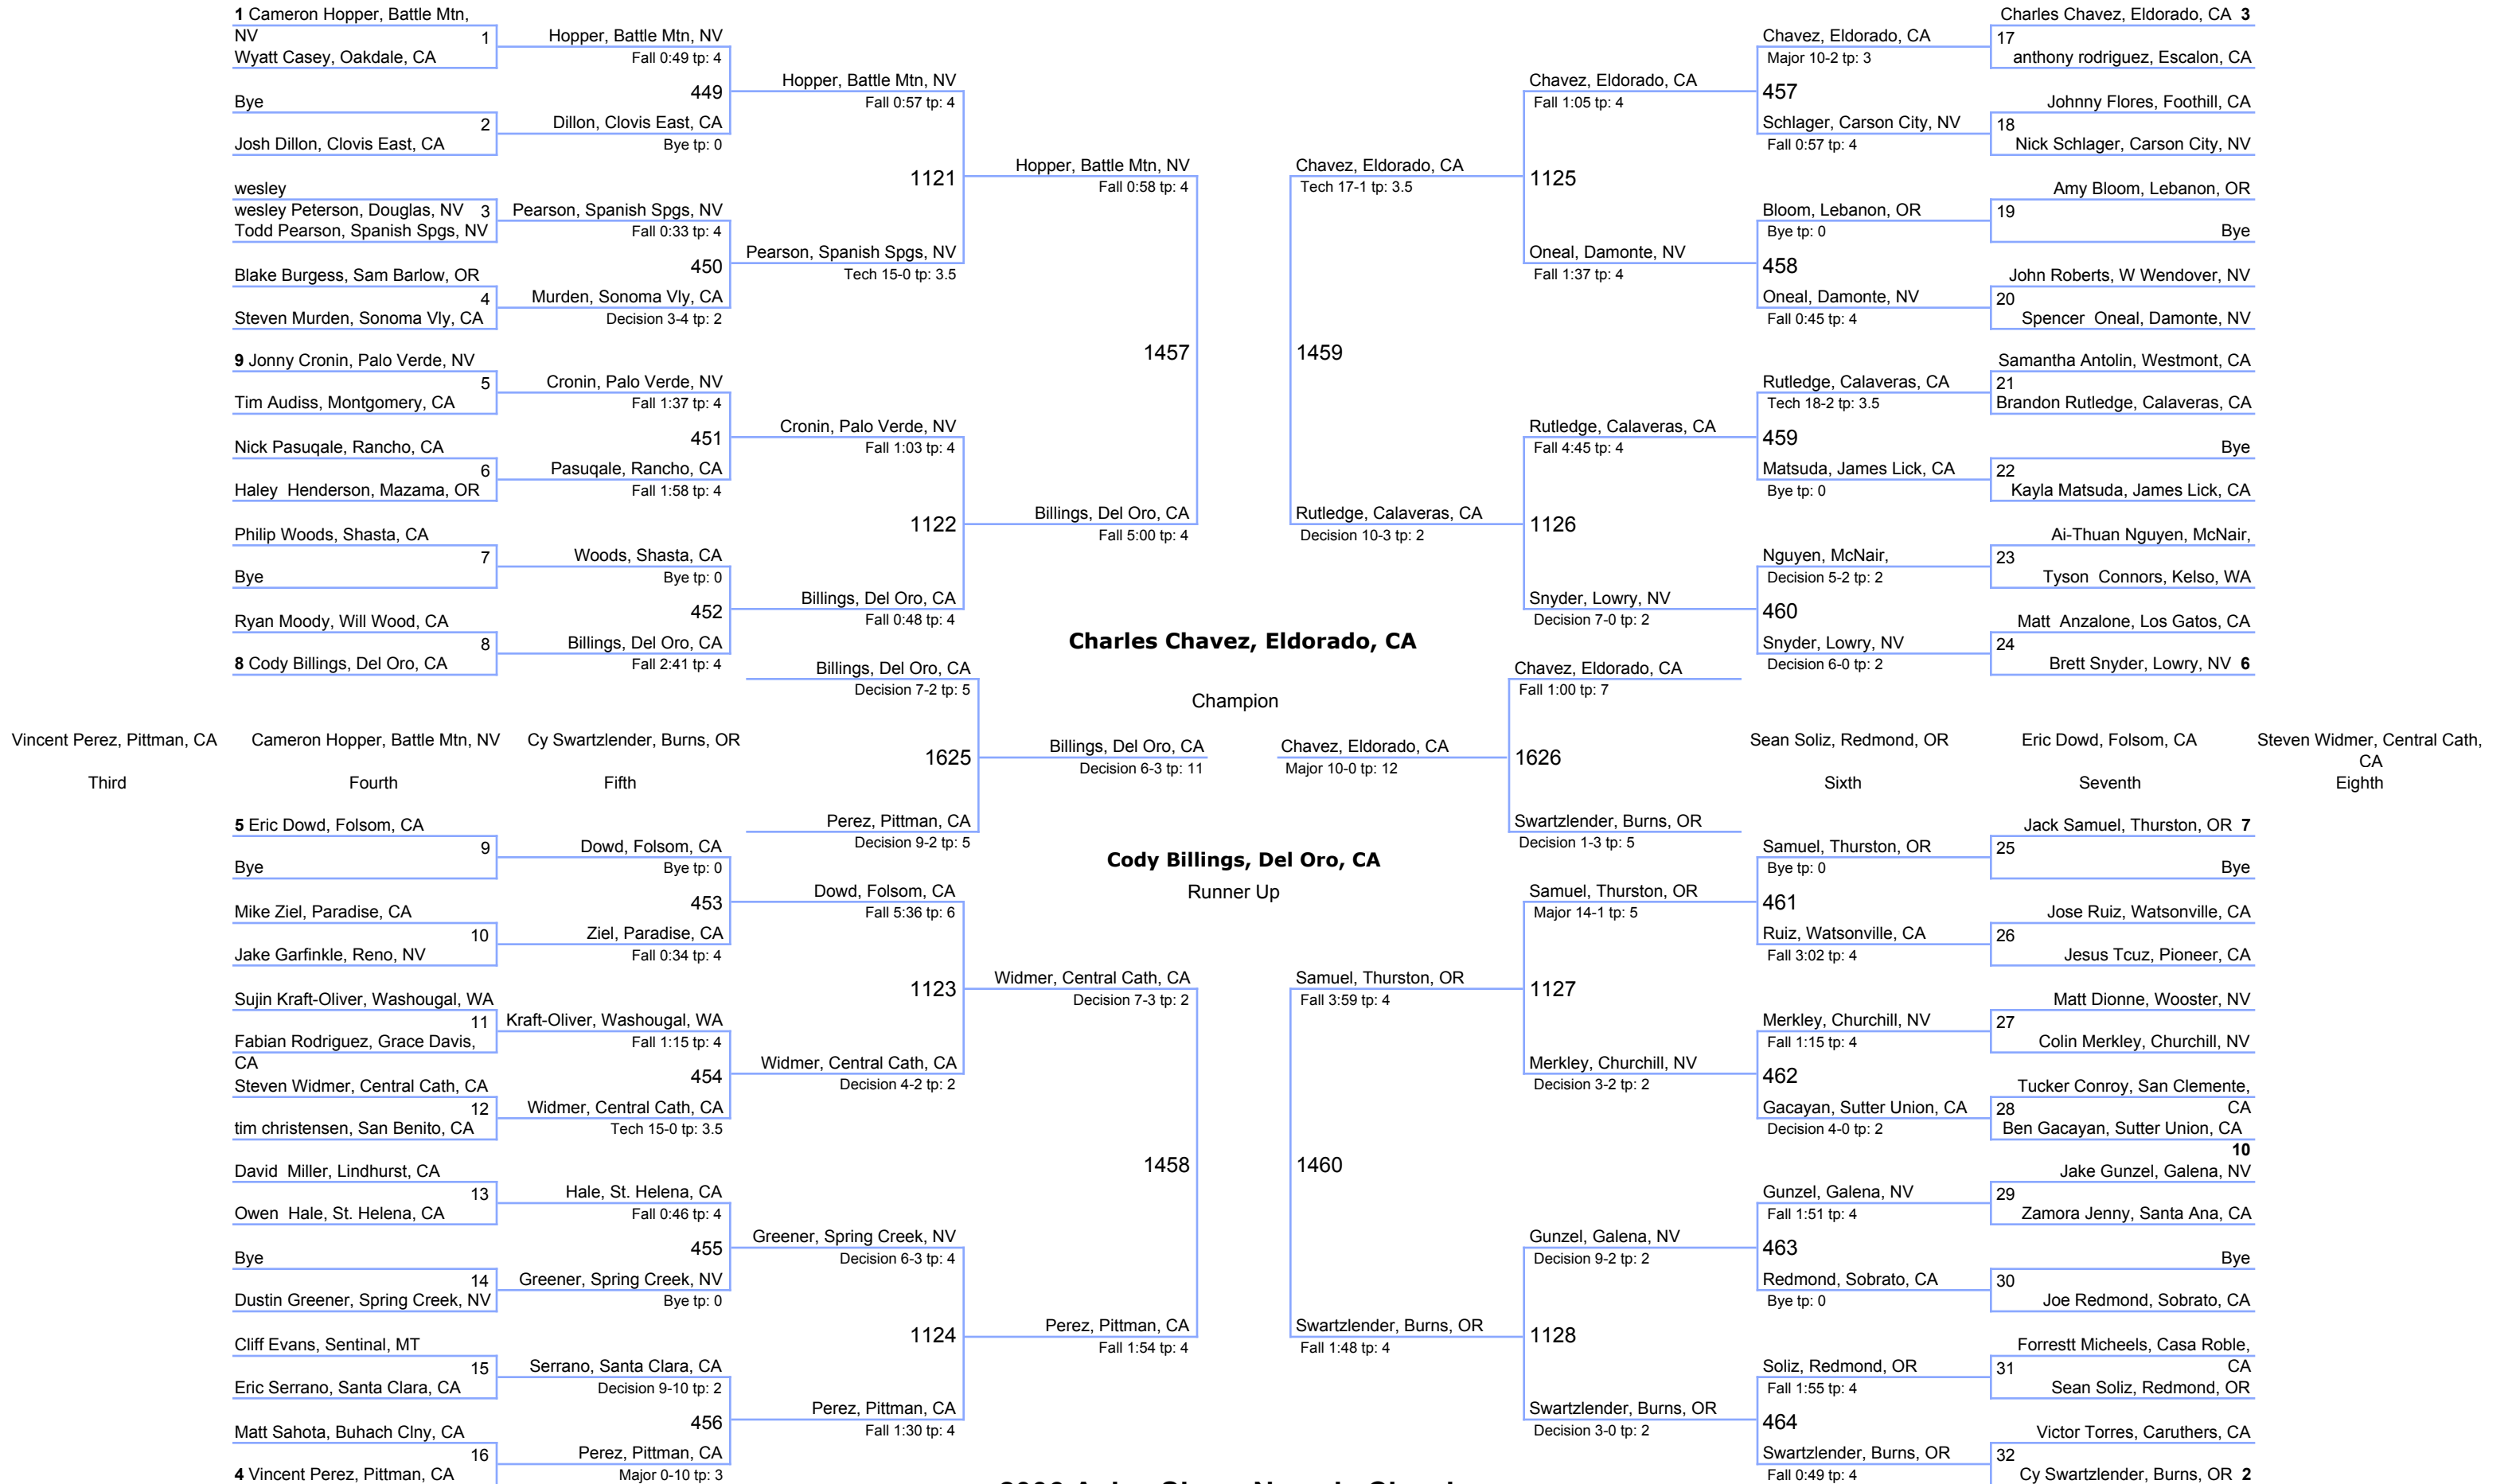 1 Cameron Hopper, Battle Mtn,
NV
1
Wyatt Casey, Oakdale, CA
Bye
2
Josh Dillon, Clovis East, CA
wesley
wesley Peterson, Douglas, NV
3
Todd Pearson, Spanish Spgs, NV
Blake Burgess, Sam Barlow, OR
4
Steven Murden, Sonoma Vly, CA
9 Jonny Cronin, Palo Verde, NV
5
Tim Audiss, Montgomery, CA
Nick Pasuqale, Rancho, CA
6
Haley  Henderson, Mazama, OR
Philip Woods, Shasta, CA
7
Bye
Ryan Moody, Will Wood, CA
8
8 Cody Billings, Del Oro, CA
Hopper, Battle Mtn, NV
Fall 0:49 tp: 4
449
Dillon, Clovis East, CA
Bye tp: 0
Pearson, Spanish Spgs, NV
Fall 0:33 tp: 4
450
Murden, Sonoma Vly, CA
Decision 3-4 tp: 2
Cronin, Palo Verde, NV
Fall 1:37 tp: 4
451
Pasuqale, Rancho, CA
Fall 1:58 tp: 4
Woods, Shasta, CA
Bye tp: 0
452
Billings, Del Oro, CA
Fall 2:41 tp: 4
Hopper, Battle Mtn, NV
Fall 0:57 tp: 4
1121
Pearson, Spanish Spgs, NV
Tech 15-0 tp: 3.5
Cronin, Palo Verde, NV
Fall 1:03 tp: 4
1122
Billings, Del Oro, CA
Fall 0:48 tp: 4
Hopper, Battle Mtn, NV
Fall 0:58 tp: 4
1457
Billings, Del Oro, CA
Fall 5:00 tp: 4
Chavez, Eldorado, CA
Tech 17-1 tp: 3.5
1459
Rutledge, Calaveras, CA
Decision 10-3 tp: 2
Chavez, Eldorado, CA
Fall 1:05 tp: 4
1125
Oneal, Damonte, NV
Fall 1:37 tp: 4
Rutledge, Calaveras, CA
Fall 4:45 tp: 4
1126
Snyder, Lowry, NV
Decision 7-0 tp: 2
Chavez, Eldorado, CA
Major 10-2 tp: 3
457
Schlager, Carson City, NV
Fall 0:57 tp: 4
Bloom, Lebanon, OR
Bye tp: 0
458
Oneal, Damonte, NV
Fall 0:45 tp: 4
Rutledge, Calaveras, CA
Tech 18-2 tp: 3.5
459
Matsuda, James Lick, CA
Bye tp: 0
Nguyen, McNair,
Decision 5-2 tp: 2
460
Snyder, Lowry, NV
Decision 6-0 tp: 2
Charles Chavez, Eldorado, CA 3
17
anthony rodriguez, Escalon, CA
Johnny Flores, Foothill, CA
18
Nick Schlager, Carson City, NV
Amy Bloom, Lebanon, OR
19
Bye
John Roberts, W Wendover, NV
20
Spencer  Oneal, Damonte, NV
Samantha Antolin, Westmont, CA
21
Brandon Rutledge, Calaveras, CA
Bye
22
Kayla Matsuda, James Lick, CA
Ai-Thuan Nguyen, McNair,
23
Tyson  Connors, Kelso, WA
Matt  Anzalone, Los Gatos, CA
24
Brett Snyder, Lowry, NV 6
Charles Chavez, Eldorado, CA
Champion
Billings, Del Oro, CA
Decision 7-2 tp: 5
1625
Perez, Pittman, CA
Decision 9-2 tp: 5
Billings, Del Oro, CA
Decision 6-3 tp: 11
Chavez, Eldorado, CA
Major 10-0 tp: 12
Chavez, Eldorado, CA
Fall 1:00 tp: 7
1626
Swartzlender, Burns, OR
Decision 1-3 tp: 5
Cody Billings, Del Oro, CA
Runner Up
Vincent Perez, Pittman, CA
Third
Cameron Hopper, Battle Mtn, NV
Fourth
Cy Swartzlender, Burns, OR
Fifth
Sean Soliz, Redmond, OR
Sixth
Eric Dowd, Folsom, CA
Seventh
Steven Widmer, Central Cath,
CA
Eighth
5 Eric Dowd, Folsom, CA
9
Bye
Mike Ziel, Paradise, CA
10
Jake Garfinkle, Reno, NV
Sujin Kraft-Oliver, Washougal, WA
11
Fabian Rodriguez, Grace Davis,
CA
Steven Widmer, Central Cath, CA
12
tim christensen, San Benito, CA
David  Miller, Lindhurst, CA
13
Owen  Hale, St. Helena, CA
Bye
14
Dustin Greener, Spring Creek, NV
Cliff Evans, Sentinal, MT
15
Eric Serrano, Santa Clara, CA
Matt Sahota, Buhach Clny, CA
16
4 Vincent Perez, Pittman, CA
Dowd, Folsom, CA
Bye tp: 0
453
Ziel, Paradise, CA
Fall 0:34 tp: 4
Kraft-Oliver, Washougal, WA
Fall 1:15 tp: 4
454
Widmer, Central Cath, CA
Tech 15-0 tp: 3.5
Hale, St. Helena, CA
Fall 0:46 tp: 4
455
Greener, Spring Creek, NV
Bye tp: 0
Serrano, Santa Clara, CA
Decision 9-10 tp: 2
456
Perez, Pittman, CA
Major 0-10 tp: 3
Dowd, Folsom, CA
Fall 5:36 tp: 6
1123
Widmer, Central Cath, CA
Decision 4-2 tp: 2
Greener, Spring Creek, NV
Decision 6-3 tp: 4
1124
Perez, Pittman, CA
Fall 1:30 tp: 4
Widmer, Central Cath, CA
Decision 7-3 tp: 2
1458
Perez, Pittman, CA
Fall 1:54 tp: 4
Samuel, Thurston, OR
Fall 3:59 tp: 4
1460
Swartzlender, Burns, OR
Fall 1:48 tp: 4
Samuel, Thurston, OR
Major 14-1 tp: 5
1127
Merkley, Churchill, NV
Decision 3-2 tp: 2
Gunzel, Galena, NV
Decision 9-2 tp: 2
1128
Swartzlender, Burns, OR
Decision 3-0 tp: 2
Samuel, Thurston, OR
Bye tp: 0
461
Ruiz, Watsonville, CA
Fall 3:02 tp: 4
Merkley, Churchill, NV
Fall 1:15 tp: 4
462
Gacayan, Sutter Union, CA
Decision 4-0 tp: 2
Gunzel, Galena, NV
Fall 1:51 tp: 4
463
Redmond, Sobrato, CA
Bye tp: 0
Soliz, Redmond, OR
Fall 1:55 tp: 4
464
Swartzlender, Burns, OR
Fall 0:49 tp: 4
Jack Samuel, Thurston, OR 7
25
Bye
Jose Ruiz, Watsonville, CA
26
Jesus Tcuz, Pioneer, CA
Matt Dionne, Wooster, NV
27
Colin Merkley, Churchill, NV
Tucker Conroy, San Clemente,
28
CA
Ben Gacayan, Sutter Union, CA
10
Jake Gunzel, Galena, NV
29
Zamora Jenny, Santa Ana, CA
Bye
30
Joe Redmond, Sobrato, CA
Forrestt Micheels, Casa Roble,
31
CA
Sean Soliz, Redmond, OR
Victor Torres, Caruthers, CA
32
Cy Swartzlender, Burns, OR 2